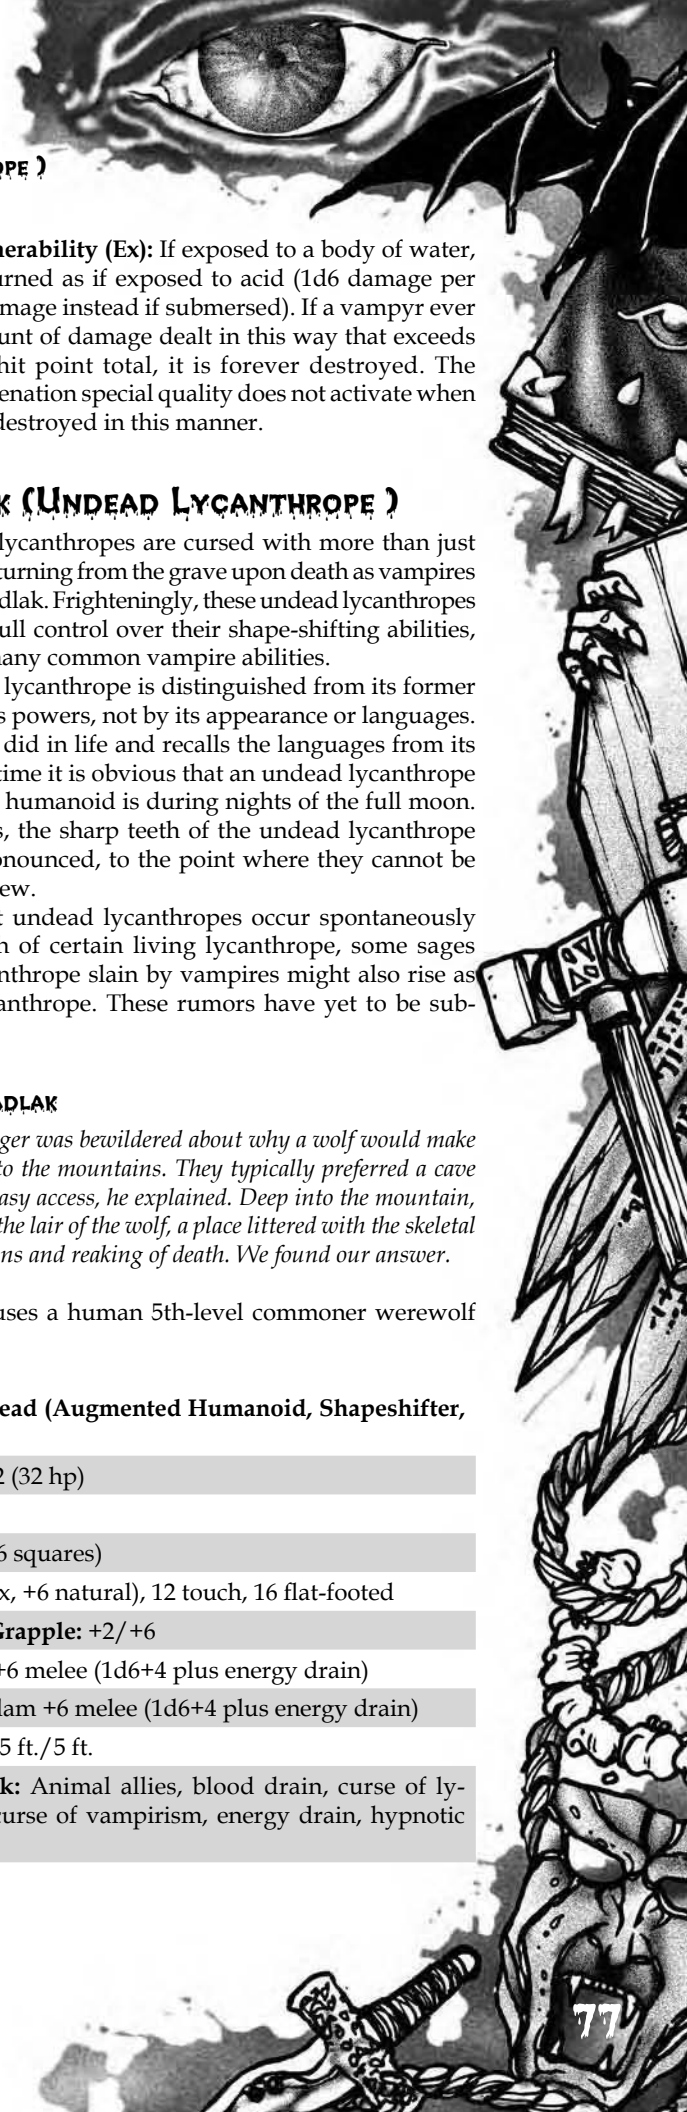 OPE )
nerability (Ex): If exposed to a body of water,
urned as if exposed to acid (1d6 damage per
mage instead if submersed). If a vampyr ever
unt of damage dealt in this way that exceeds
hit point total, it is forever destroyed. The
enation special quality does not activate when
destroyed in this manner.
K (UNDEAD LYCANTHROPE )
lycanthropes are cursed with more than just
turning from the grave upon death as vampires
dlak. Frighteningly, these undead lycanthropes
ull control over their shape-shifting abilities,
many common vampire abilities.
lycanthrope is distinguished from its former
s powers, not by its appearance or languages.
did in life and recalls the languages from its
time it is obvious that an undead lycanthrope
humanoid is during nights of the full moon.
s, the sharp teeth of the undead lycanthrope
onounced, to the point where they cannot be
ew.
t undead lycanthropes occur spontaneously
h of certain living lycanthrope, some sages
nthrope slain by vampires might also rise as
anthrope. These rumors have yet to be sub-
ADLAK
ger was bewildered about why a wolf would make
to the mountains. They typically preferred a cave
asy access, he explained. Deep into the mountain,
the lair of the wolf, a place littered with the skeletal
ns and reaking of death. We found our answer.
uses a human 5th-level commoner werewolf
ead (Augmented Humanoid, Shapeshifter,
2 (32 hp)
6 squares)
x, +6 natural), 12 touch, 16 flat-footed
Grapple: +2/+6
+6 melee (1d6+4 plus energy drain)
lam +6 melee (1d6+4 plus energy drain)
5 ft./5 ft.
k: Animal allies, blood drain, curse of ly-
curse of vampirism, energy drain, hypnotic
77